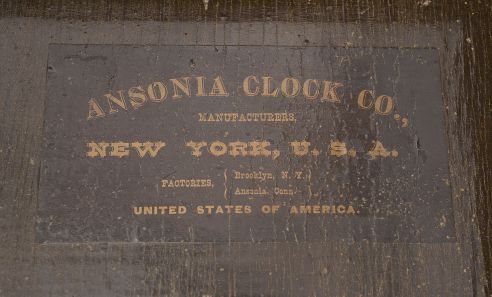 ANSONIA CLOCK CO.,
MANUFACTURERS,
NEW YORK, U. S. A.
FACTORIES, { Brooklyn, N. Y.,
Ansonia, Conn. }
UNITED STATES OF AMERICA.